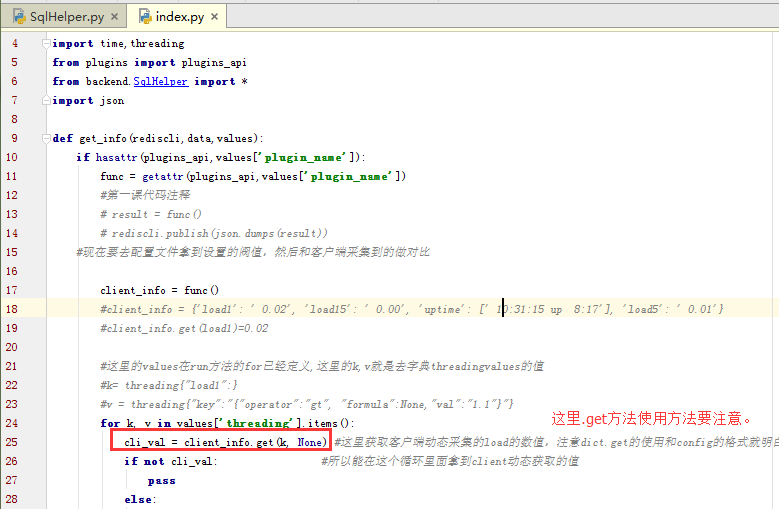 SqlHelper.py × index.py ×
4 import time,threading
5 from plugins import plugins_api
6 from backend.SqlHelper import *
7 import json
8
9 def get_info(rediscli,data,values):
10 if hasattr(plugins_api,values['plugin_name']):
11 func = getattr(plugins_api,values['plugin_name'])
12 #第一课代码注释
13 # result = func()
14 # rediscli.publish(json.dumps(result))
15 #现在要去配置文件拿到设置的阀值，然后和客户端采集到的做对比
16
17 client_info = func()
18 #client_info = {'load1': ' 0.02', 'load15': ' 0.00', 'uptime': [' 10:31:15 up  8:17'], 'load5': ' 0.01'}
19 #client_info.get(load1)=0.02
20
21 #这里的values在run方法的for已经定义,这里的k,v就是去字典threadingvalues的值
22 #k= threading{"load1":}
23 #v = threading{"key":"{"operator":"gt", "formula":None,"val":"1.1"}"}
24 for k, v in values['threading'].items(): 这里.get方法使用方法要注意。
25 cli_val = client_info.get(k, None) #这里获取客户端动态采集的load的数值，注意dict.get的使用和config的格式就明白
26 if not cli_val: #所以能在这个循环里面拿到client动态获取的值
27 pass
28 else: